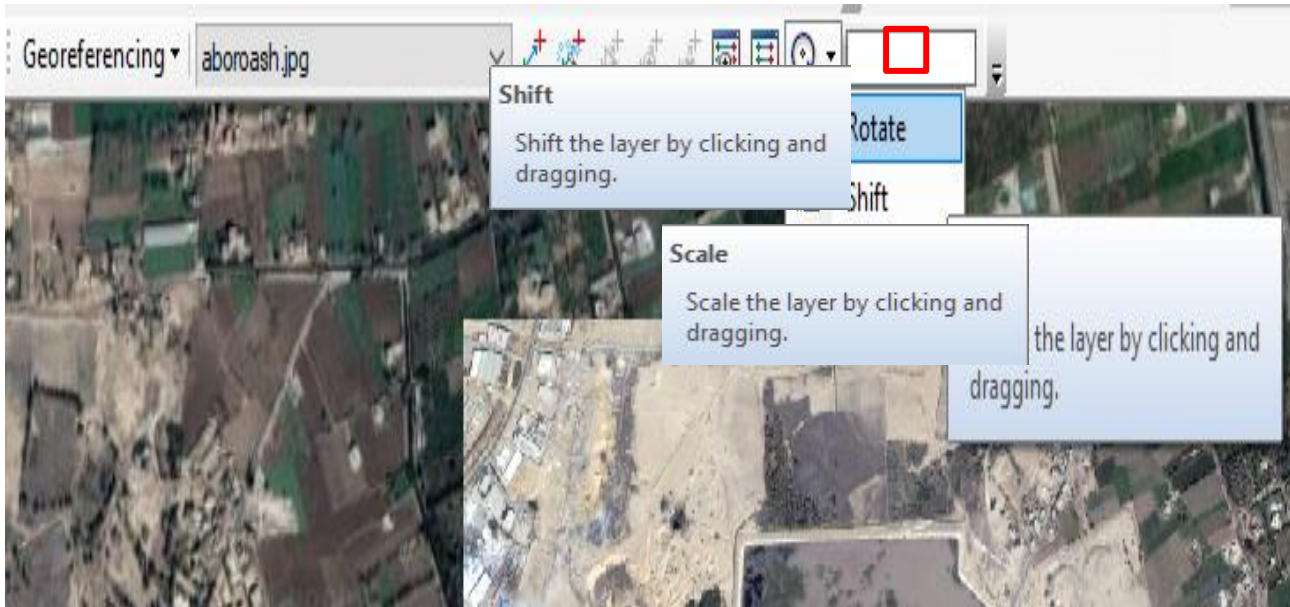 Georeferencing
aboroash.jpg
Shift
Shift the layer by clicking and
dragging.
Rotate
Shift
Scale
Scale the layer by clicking and
dragging.
the layer by clicking and
dragging.